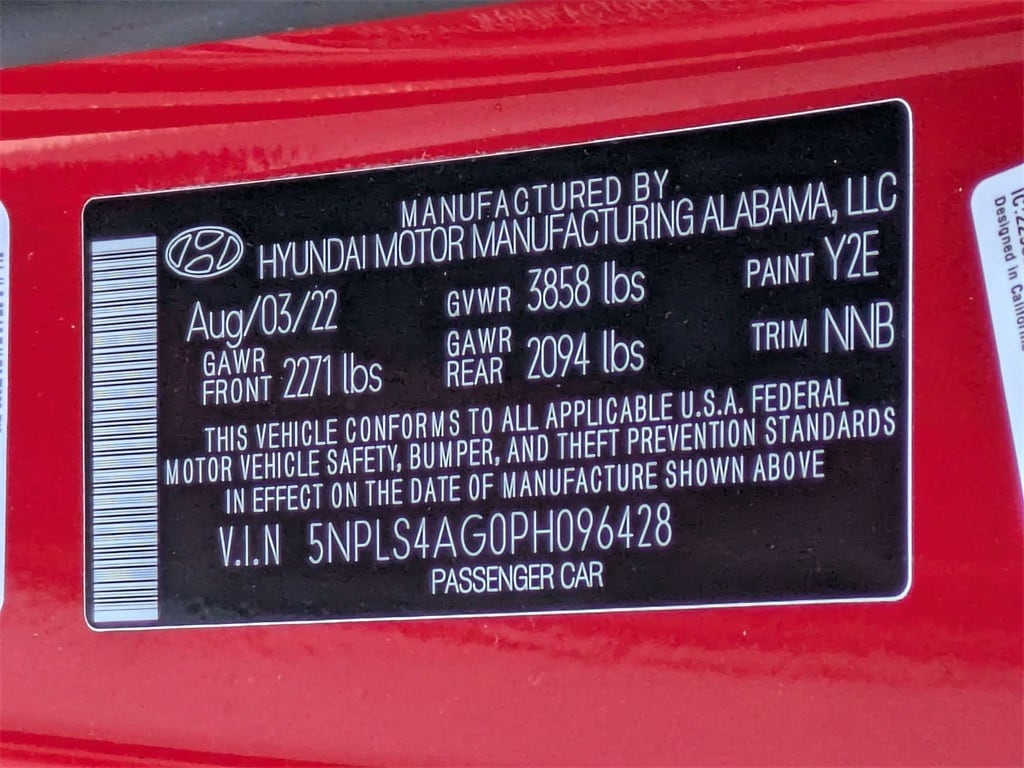 MANUFACTURED BY
HYUNDAI MOTOR MANUFACTURING ALABAMA, LLC
Aug/03/22 GVWR 3858 lbs PAINT Y2E
GAWR FRONT 2271 lbs GAWR REAR 2094 lbs TRIM NNB
THIS VEHICLE CONFORMS TO ALL APPLICABLE U.S.A. FEDERAL
MOTOR VEHICLE SAFETY, BUMPER, AND THEFT PREVENTION STANDARDS
IN EFFECT ON THE DATE OF MANUFACTURE SHOWN ABOVE
V.I.N 5NPLS4AG0PH096428
PASSENGER CAR
Designed in California